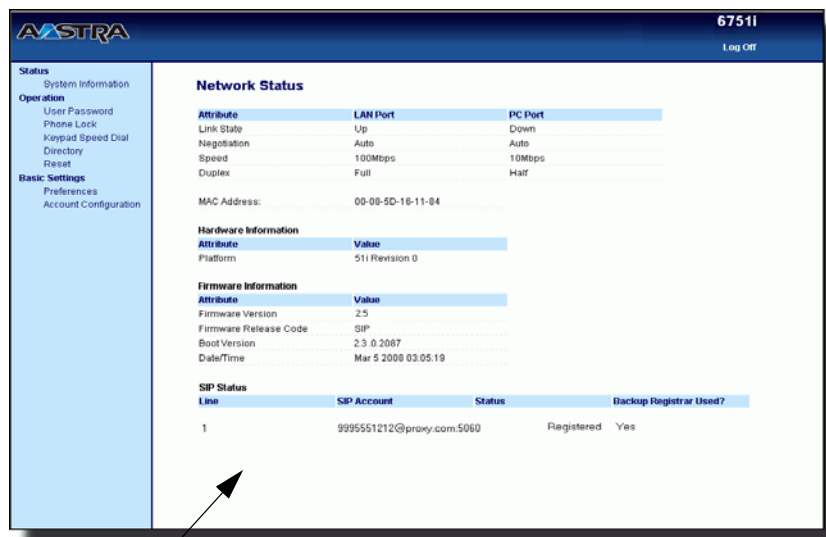 AASTRA
6751i
Log Off
Status
System Information
Operation
User Password
Phone Lock
Keypad Speed Dial
Directory
Reset
Basic Settings
Preferences
Account Configuration
Network Status
Attribute LAN Port PC Port
Link State Up Down
Negotiation Auto Auto
Speed 100Mbps 10Mbps
Duplex Full Half
MAC Address: 00-08-5D-16-11-84
Hardware Information
Attribute Value
Platform 51i Revision 0
Firmware Information
Attribute Value
Firmware Version 2.5
Firmware Release Code SIP
Boot Version 2.3.0.2087
Date/Time Mar 5 2008 03:05:19
SIP Status
Line SIP Account Status Backup Registrar Used?
1 9995551212@proxy.com:5060 Registered Yes